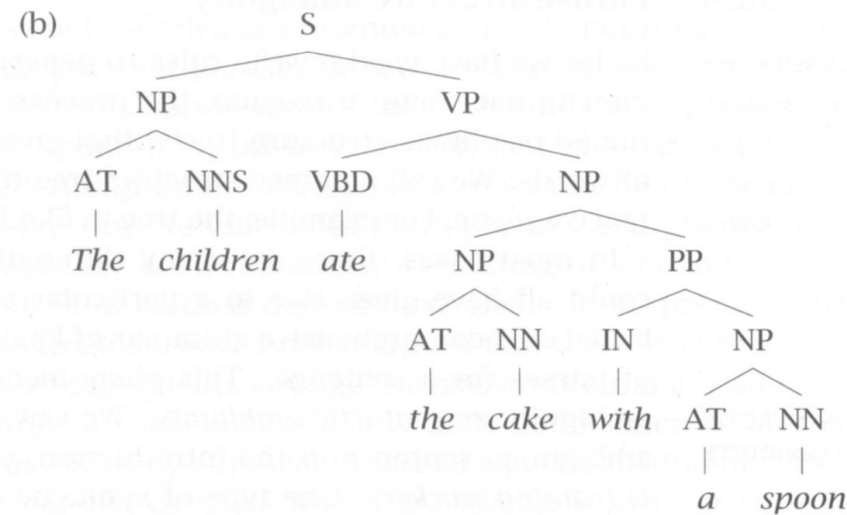 (b) S
NP VP
AT NNS VBD NP
The children ate NP PP
AT NN IN NP
the cake with AT NN
a spoon